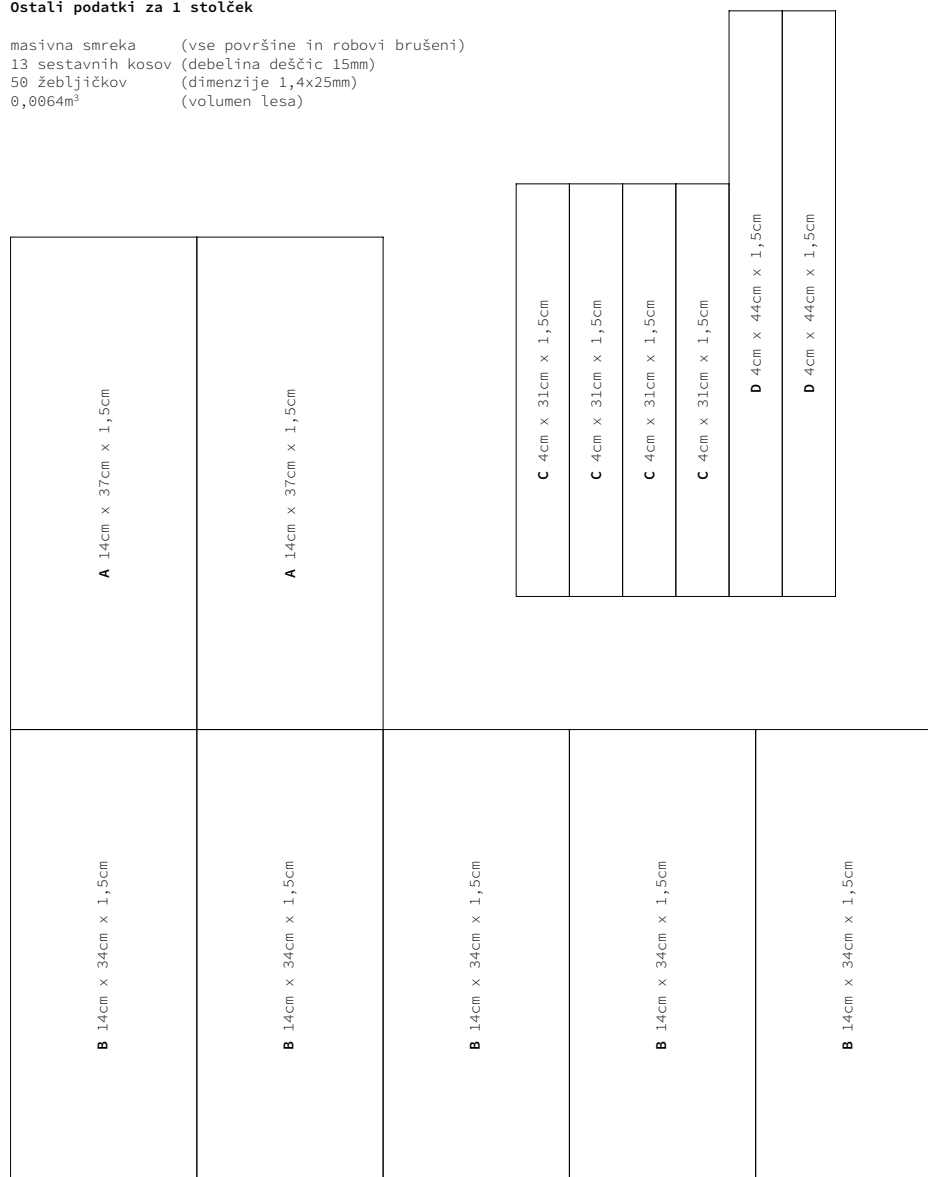 Ostali podatki za 1 stolček
masivna smreka (vse površine in robovi brušeni)
13 sestavnih kosov (debelina deščic 15mm)
50 žebljičkov (dimenzije 1,4x25mm)
0,0064m³ (volumen lesa)
A 14cm x 37cm x 1,5cm
A 14cm x 37cm x 1,5cm
C 4cm x 31cm x 1,5cm
C 4cm x 31cm x 1,5cm
C 4cm x 31cm x 1,5cm
C 4cm x 31cm x 1,5cm
D 4cm x 44cm x 1,5cm
D 4cm x 44cm x 1,5cm
B 14cm x 34cm x 1,5cm
B 14cm x 34cm x 1,5cm
B 14cm x 34cm x 1,5cm
B 14cm x 34cm x 1,5cm
B 14cm x 34cm x 1,5cm